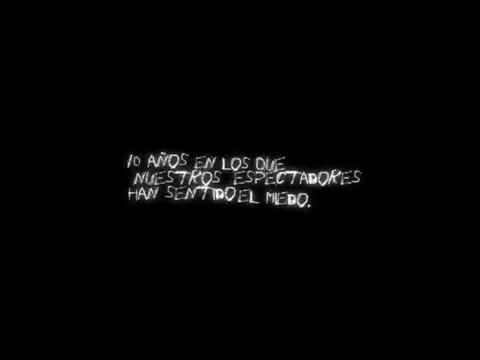 10 AÑOS EN LOS QUE
NUESTROS ESPECTADORES
HAN SENTIDO EL MIEDO.